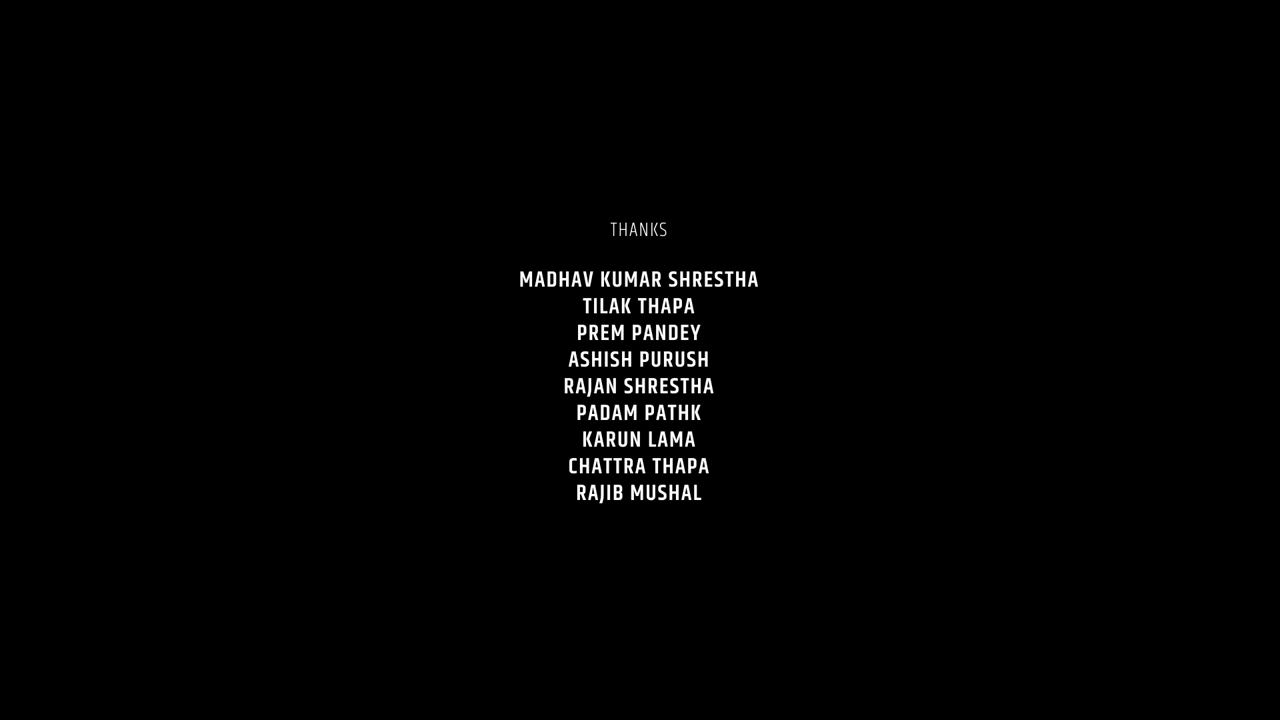 THANKS
MADHAV KUMAR SHRESTHA
TILAK THAPA
PREM PANDEY
ASHISH PURUSH
RAJAN SHRESTHA
PADAM PATHK
KARUN LAMA
CHATTRA THAPA
RAJIB MUSHAL